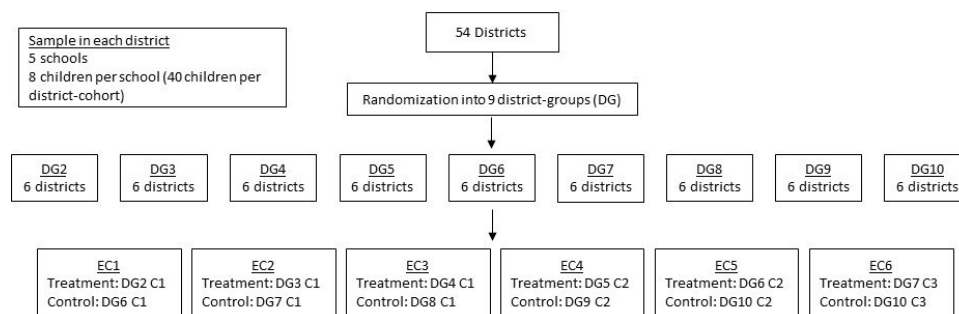 54 Districts
Sample in each district
5 schools
8 children per school (40 children per
district-cohort)
Randomization into 9 district-groups (DG)
DG2
6 districts
DG3
6 districts
DG4
6 districts
DG5
6 districts
DG6
6 districts
DG7
6 districts
DG8
6 districts
DG9
6 districts
DG10
6 districts
EC1
Treatment: DG2 C1
Control: DG6 C1
EC2
Treatment: DG3 C1
Control: DG7 C1
EC3
Treatment: DG4 C1
Control: DG8 C1
EC4
Treatment: DG5 C2
Control: DG9 C2
EC5
Treatment: DG6 C2
Control: DG10 C2
EC6
Treatment: DG7 C3
Control: DG10 C3